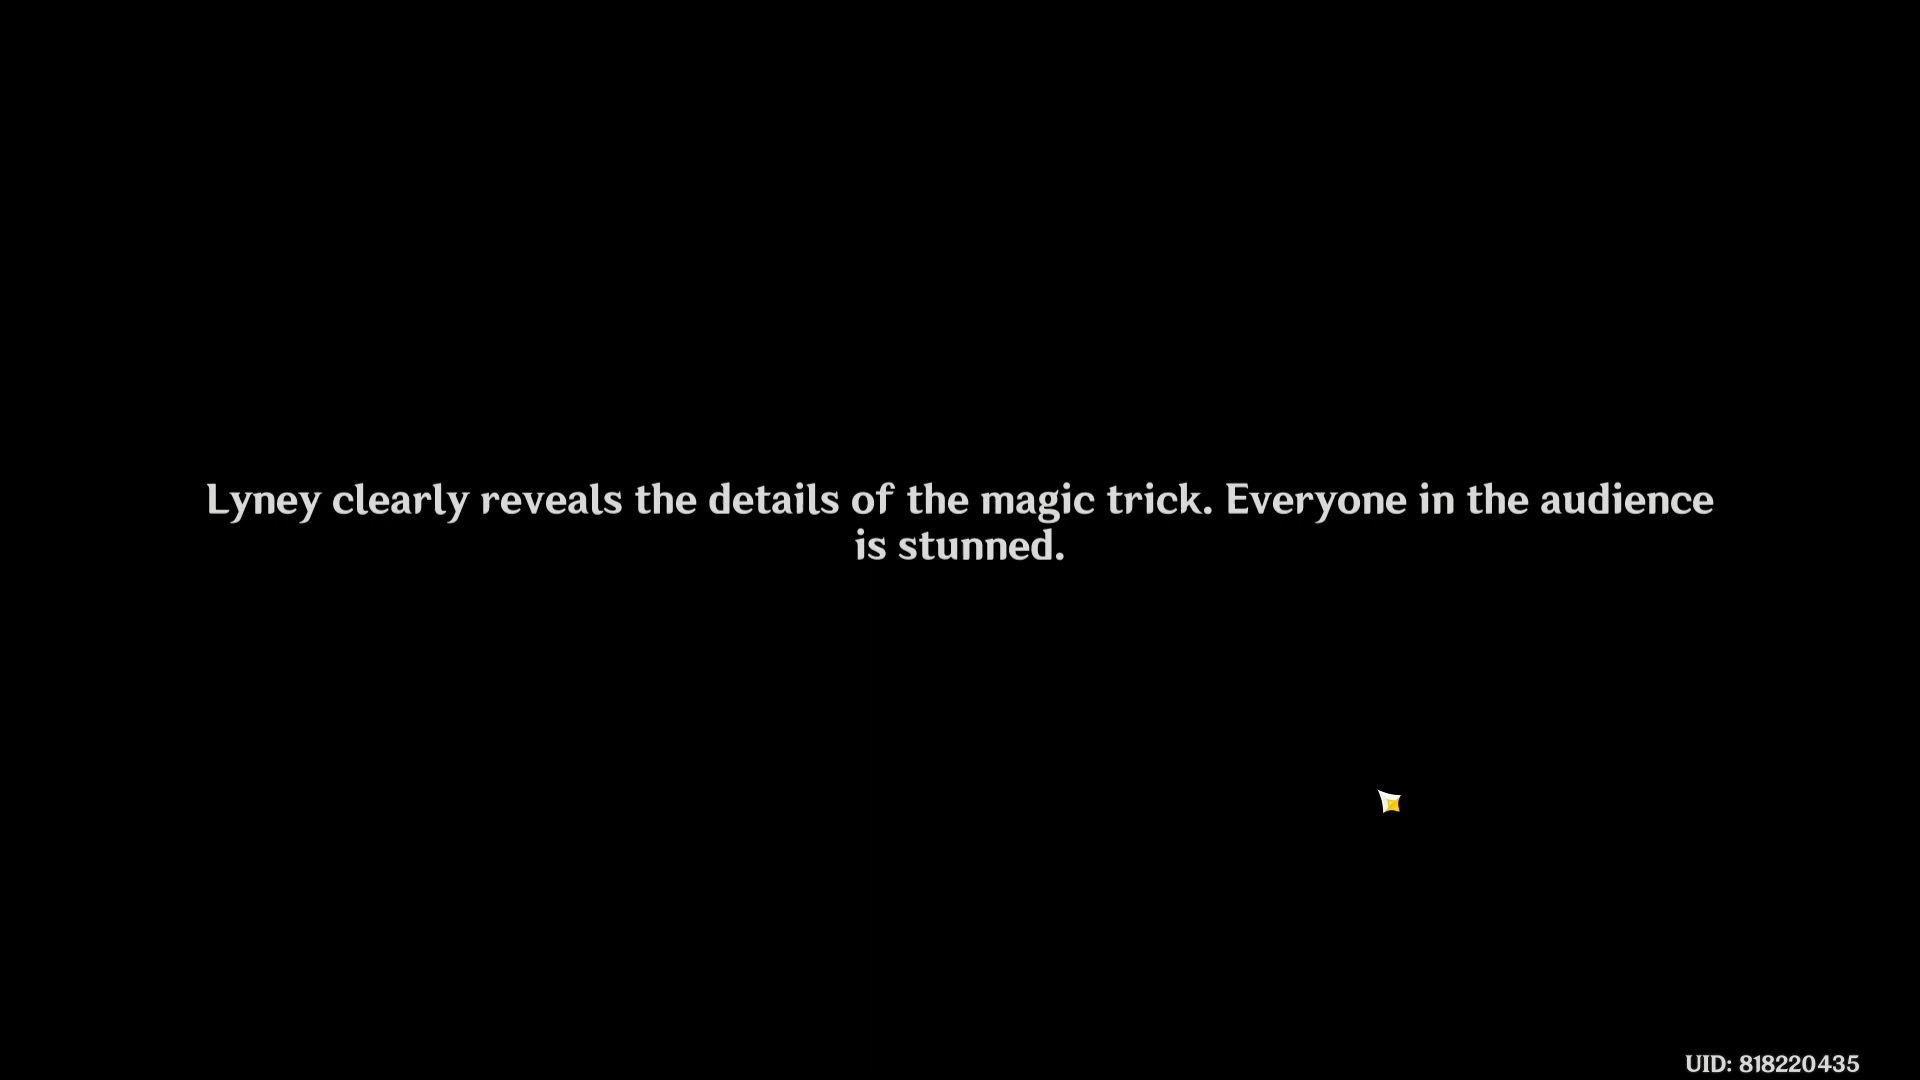 Lyney clearly reveals the details of the magic trick. Everyone in the audience
is stunned.
UID: 818220435